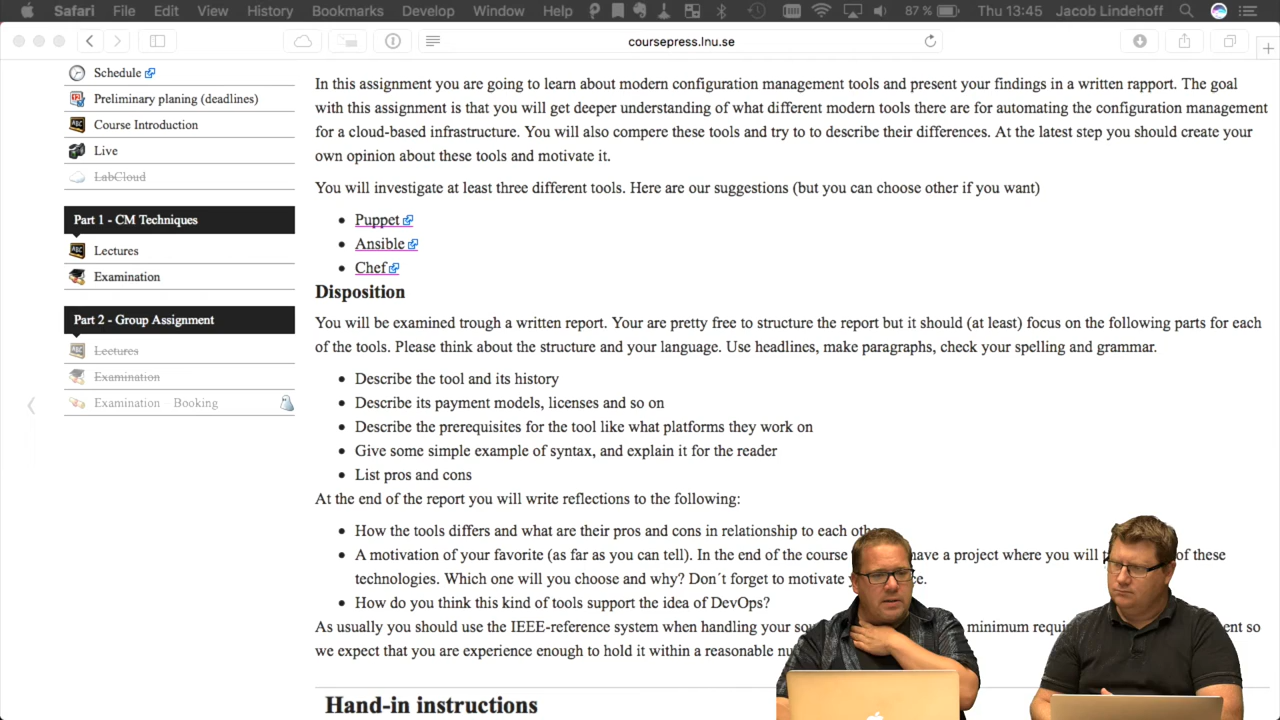 Safari File Edit View History Bookmarks Develop Window Help 87 % Thu 13:45 Jacob Lindehoff
coursepress.lnu.se
Schedule
Preliminary planing (deadlines)
Course Introduction
Live
LabCloud
Part 1 - CM Techniques
Lectures
Examination
Part 2 - Group Assignment
Lectures
Examination
Examination Booking
In this assignment you are going to learn about modern configuration management tools and present your findings in a written rapport. The goal
with this assignment is that you will get deeper understanding of what different modern tools there are for automating the configuration management
for a cloud-based infrastructure. You will also compere these tools and try to to describe their differences. At the latest step you should create your
own opinion about these tools and motivate it.
You will investigate at least three different tools. Here are our suggestions (but you can choose other if you want)
• Puppet
• Ansible
• Chef
Disposition
You will be examined trough a written report. Your are pretty free to structure the report but it should (at least) focus on the following parts for each
of the tools. Please think about the structure and your language. Use headlines, make paragraphs, check your spelling and grammar.
• Describe the tool and its history
• Describe its payment models, licenses and so on
• Describe the prerequisites for the tool like what platforms they work on
• Give some simple example of syntax, and explain it for the reader
• List pros and cons
At the end of the report you will write reflections to the following:
• How the tools differs and what are their pros and cons in relationship to each
• A motivation of your favorite (as far as you can tell). In the end of the course have a project where you will of these
technologies. Which one will you choose and why? Don´t forget to motivate
• How do you think this kind of tools support the idea of DevOps?
As usually you should use the IEEE-reference system when handling your minimum so
we expect that you are experience enough to hold it within a reasonable
Hand-in instructions